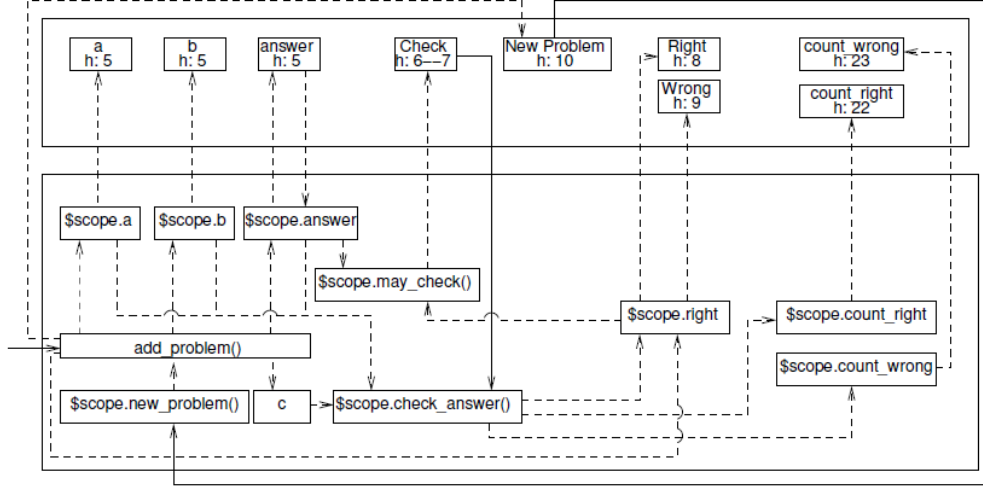 a
h: 5
b
h: 5
answer
h: 5
Check
h: 6--7
New Problem
h: 10
Right
h: 8
count_wrong
h: 23
Wrong
h: 9
count_right
h: 22
$scope.a
$scope.b
$scope.answer
$scope.may_check()
$scope.right
$scope.count_right
add_problem()
$scope.count_wrong
$scope.new_problem()
c
$scope.check_answer()